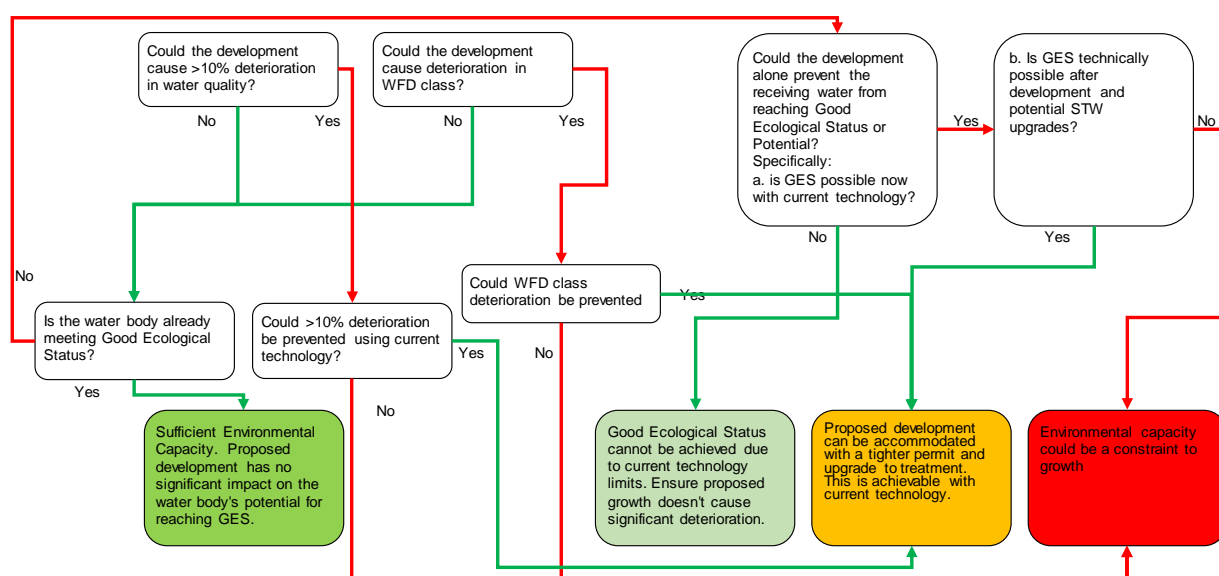 Could the development
cause >10% deterioration
in water quality?
No
Yes
Could the development
cause deterioration in
WFD class?
No
Yes
Could the development
alone prevent the
receiving water from
reaching Good
Ecological Status or
Potential?
Specifically:
a. is GES possible now
with current technology?
Yes
No
b. Is GES technically
possible after
development and
potential STW
upgrades?
No
Yes
No
Is the water body already
meeting Good Ecological
Status?
Yes
Could >10% deterioration
be prevented using current
technology?
Yes
No
Could WFD class
deterioration be prevented
Yes
No
Sufficient Environmental
Capacity. Proposed
development has no
significant impact on the
water body's potential for
reaching GES.
Good Ecological Status
cannot be achieved due
to current technology
limits. Ensure proposed
growth doesn't cause
significant deterioration.
Proposed development
can be accommodated
with a tighter permit and
upgrade to treatment.
This is achievable with
current technology.
Environmental capacity
could be a constraint to
growth